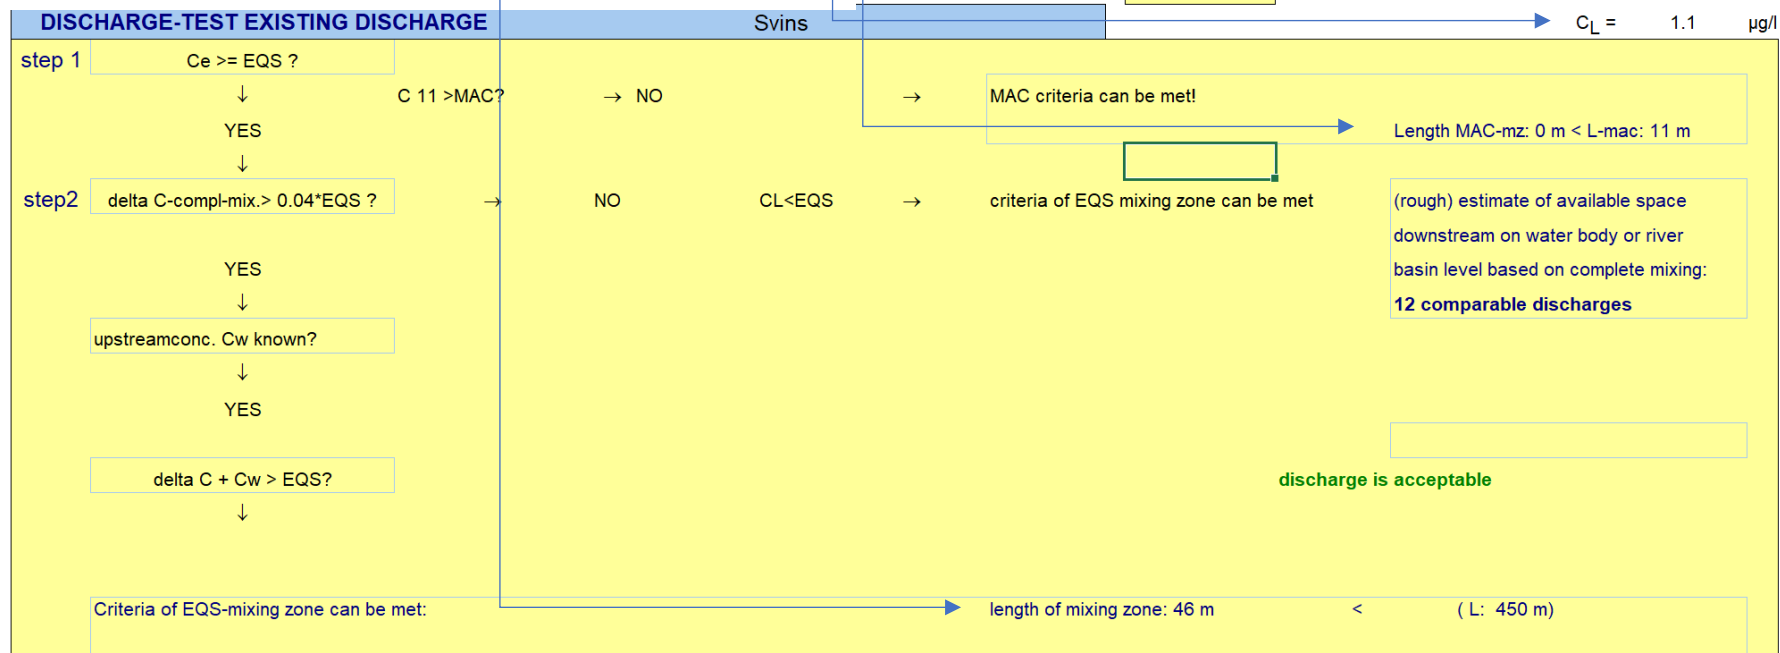 DISCHARGE-TEST EXISTING DISCHARGE Svins CL = 1.1 µg/l
step 1 Ce >= EQS ?
↓ C 11 >MAC? → NO → MAC criteria can be met!
YES Length MAC-mz: 0 m < L-mac: 11 m
↓
step2 delta C-compl-mix.> 0.04*EQS ? → NO CL<EQS → criteria of EQS mixing zone can be met (rough) estimate of available space
downstream on water body or river
YES basin level based on complete mixing:
↓ 12 comparable discharges
upstreamconc. Cw known?
↓
YES
delta C + Cw > EQS? discharge is acceptable
↓
Criteria of EQS-mixing zone can be met: length of mixing zone: 46 m < ( L: 450 m)